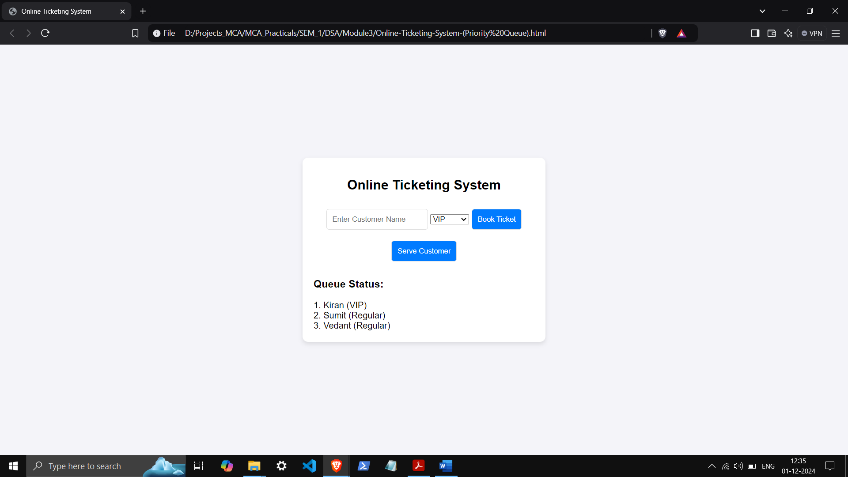 Online Ticketing System
File D:/Projects_MCA/MCA_Practicals/SEM_1/DSA/Module3/Online-Ticketing-System-(Priority%20Queue).html
VPN
Online Ticketing System
Enter Customer Name VIP Book Ticket
Serve Customer
Queue Status:
1. Kiran (VIP)
2. Sumit (Regular)
3. Vedant (Regular)
Type here to search
ENG
12:35
01-12-2024